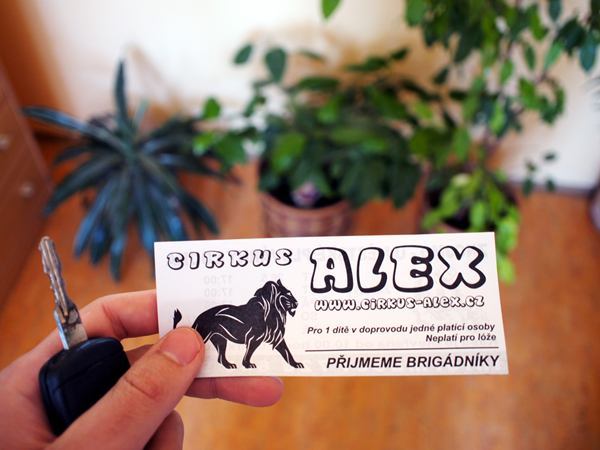 CIRKUS ALEX
www.cirkus-alex.cz
Pro 1 dítě v doprovodu jedné platící osoby
Neplatí pro lóže
PŘIJMEME BRIGÁDNÍKY